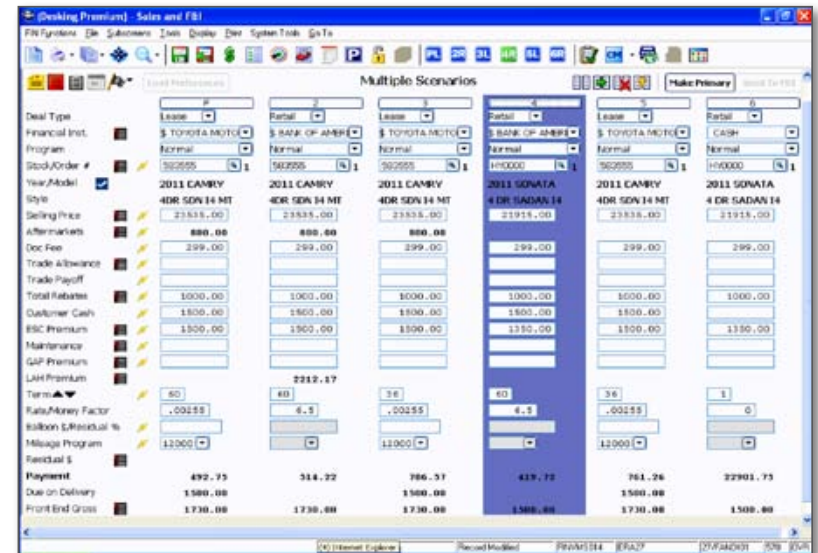 (Desking Premium) - Sales and F&I
F/N Functions File Subscreens Tools Display Print System Tools Go To
Multiple Scenarios Make Primary
P 2 3 4 5 6
Deal Type Lease Retail Lease Retail Lease Retail
Financial Inst. $ TOYOTA MOTO $ BANK OF AMERI $ TOYOTA MOTO $ BANK OF AMERI $ TOYOTA MOTO CASH
Program Normal Normal Normal Normal Normal Normal
Stock/Order # 503555 1 503555 1 503555 1 HY0000 1 503555 1 HY0000 1
Year/Model 2011 CAMRY 2011 CAMRY 2011 CAMRY 2011 SONATA 2011 CAMRY 2011 SONATA
Style 4DR SDN I4 MT 4DR SDN I4 MT 4DR SDN I4 MT 4 DR SADAN I4 4DR SDN I4 MT 4 DR SADAN I4
Selling Price 23535.00 23535.00 23535.00 21915.00 23535.00 21915.00
Aftermarkets 800.00 800.00 800.00
Doc Fee 299.00 299.00 299.00 299.00 299.00 299.00
Trade Allowance
Trade Payoff
Total Rebates 1000.00 1000.00 1000.00 1000.00 1000.00 1000.00
Customer Cash 1500.00 1500.00 1500.00 1500.00 1500.00
ESC Premium 1500.00 1500.00 1500.00 1350.00 1500.00 1350.00
Maintenance
GAP Premium
LAH Premium 2212.17
Term 60 60 36 60 36 1
Rate/Money Factor .00255 6.5 .00255 6.5 .00255 0
Balloon $/Residual %
Mileage Program 12000 12000 12000
Residual $
Payment 492.75 514.22 706.57 419.72 761.26 22901.75
Due on Delivery 1500.00 1500.00 1500.00
Front End Gross 1730.00 1730.00 1730.00 1500.00 1730.00 1500.00
Internet Explorer Record Modified